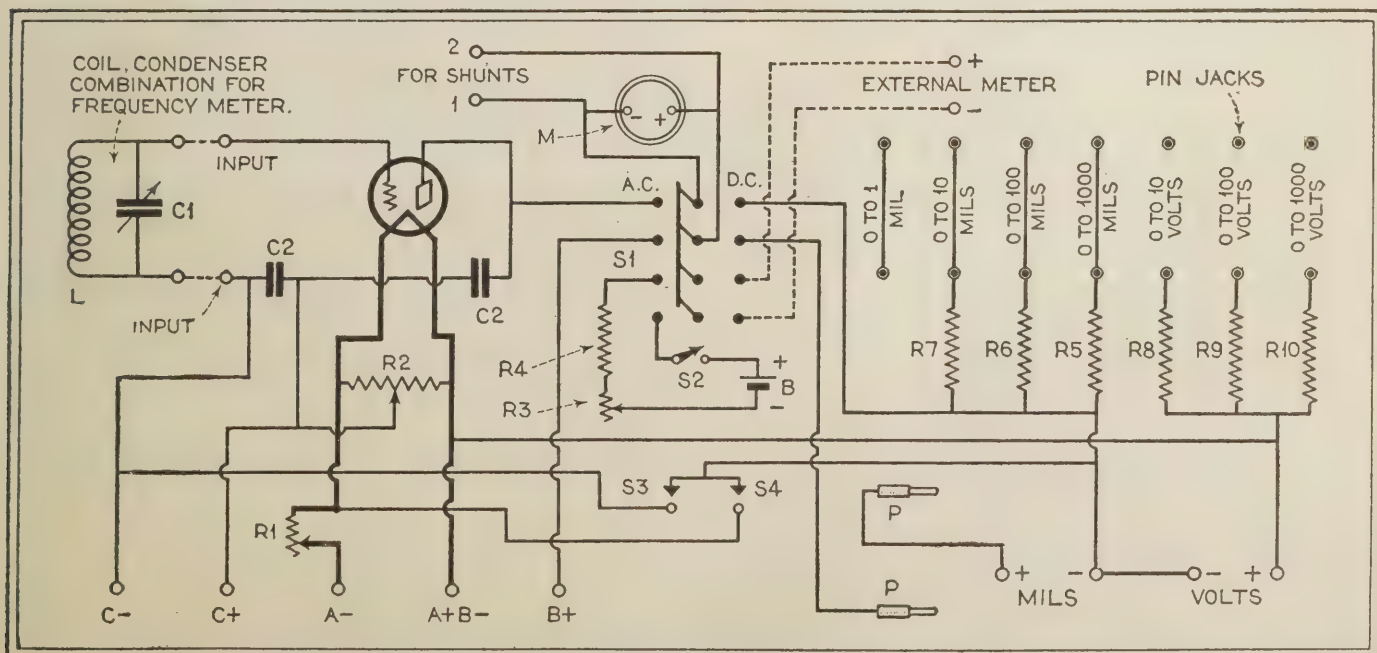 COIL, CONDENSER
COMBINATION FOR
FREQUENCY METER.
2
FOR SHUNTS
1
M
- +
+
EXTERNAL METER
-
PIN JACKS
INPUT
C1
L
C2
INPUT
C2
A.C.
D.C.
S1
0 TO 1
MIL
0 TO 10
MILS
0 TO 100
MILS
0 TO 1000
MILS
0 TO 10
VOLTS
0 TO 100
VOLTS
0 TO 1000
VOLTS
R2
R4
R3
S2
+
B
-
R7
R6
R5
R8
R9
R10
S3
S4
R1
P
P
C-
C+
A-
A+B-
B+
+ -
MILS
- +
VOLTS